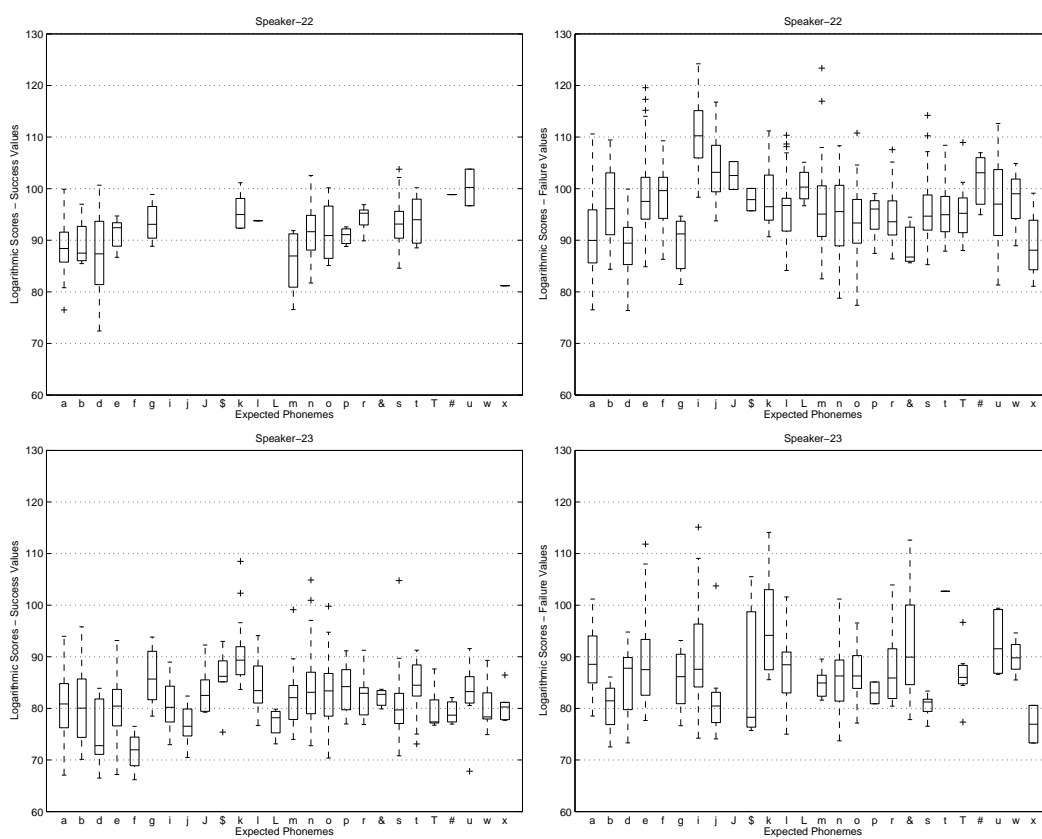 Speaker−22
130
120
110
100
90
80
70
60
Logarithmic Scores − Success Values
a b d e f g i j J $ k l L m n o p r & s t T # u w x
Expected Phonemes
Speaker−22
130
120
110
100
90
80
70
60
Logarithmic Scores − Failure Values
a b d e f g i j J $ k l L m n o p r & s t T # u w x
Expected Phonemes
Speaker−23
130
120
110
100
90
80
70
60
Logarithmic Scores − Success Values
a b d e f g i j J $ k l L m n o p r & s t T # u w x
Expected Phonemes
Speaker−23
130
120
110
100
90
80
70
60
Logarithmic Scores − Failure Values
a b d e f g i j J $ k l L m n o p r & s t T # u w x
Expected Phonemes